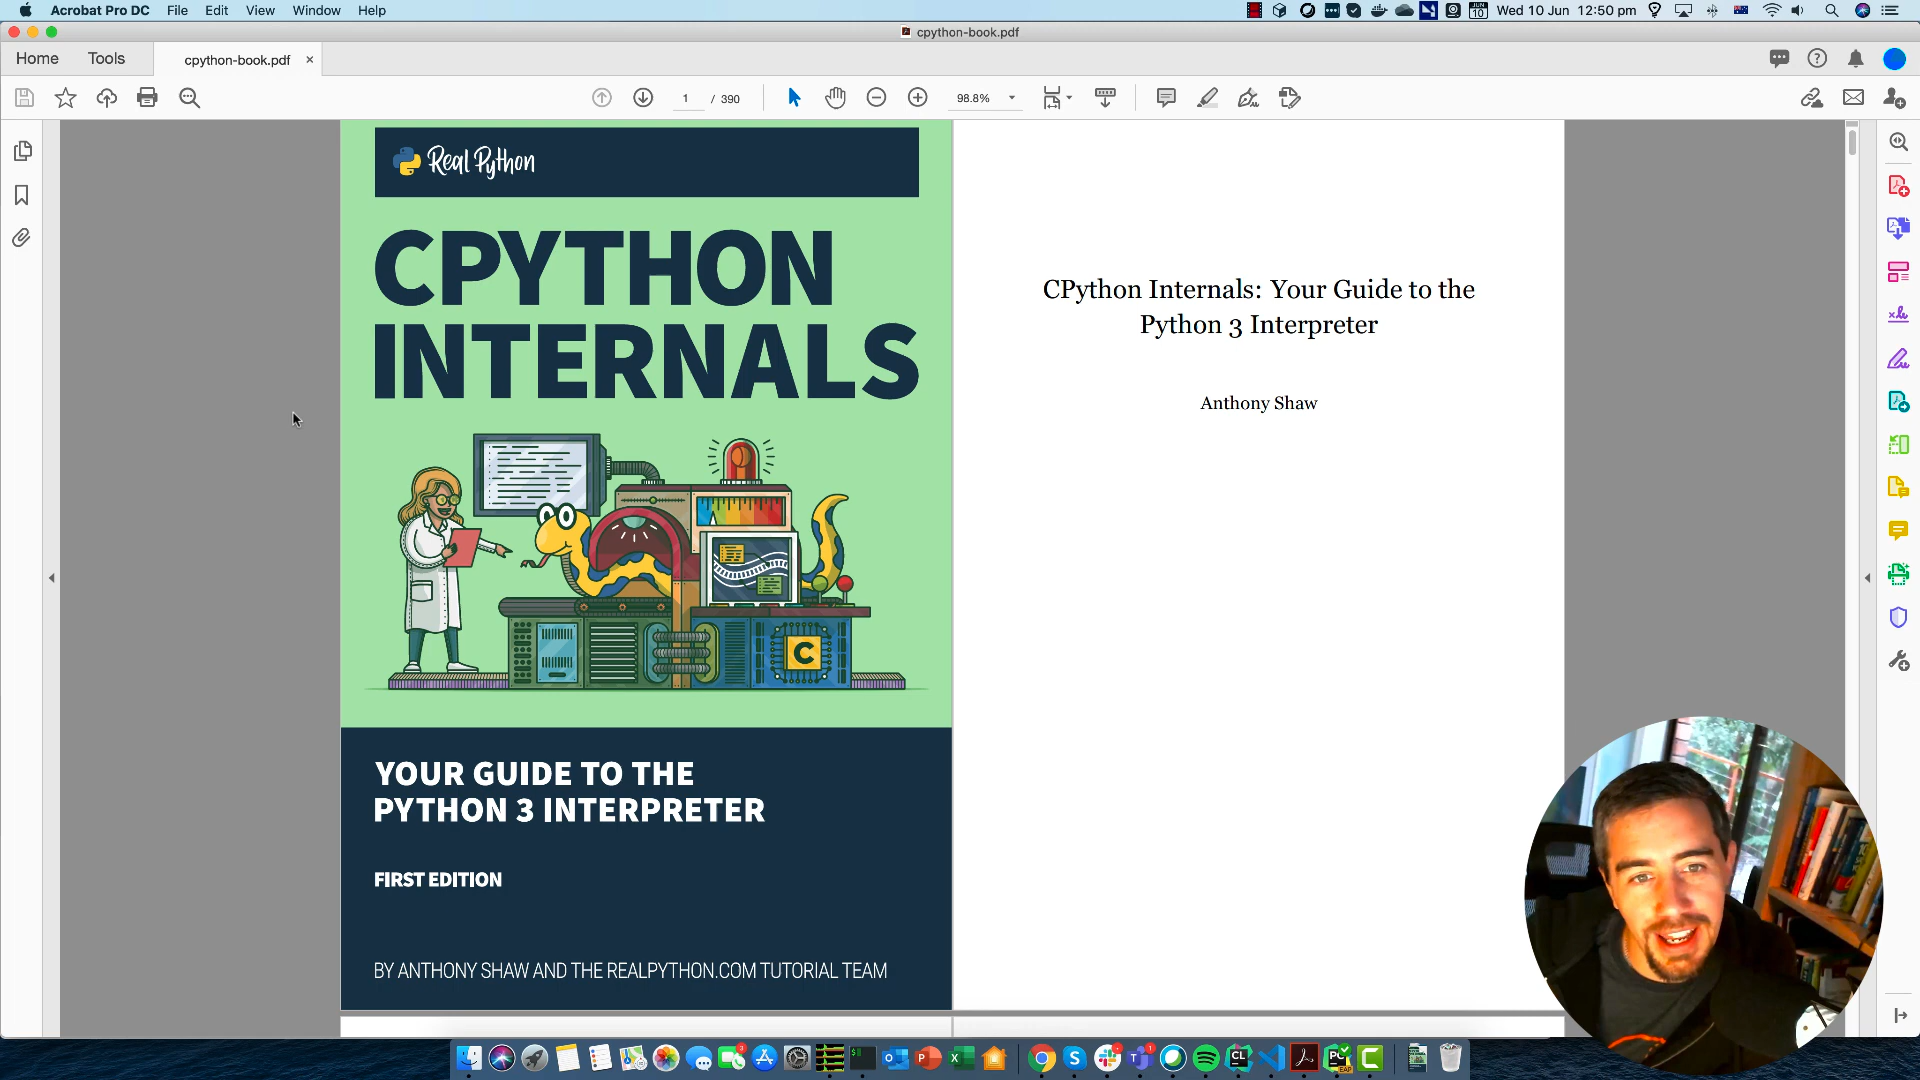 Acrobat Pro DC File Edit View Window Help
JUN
10
Wed 10 Jun 12:50 pm
cpython-book.pdf
Home Tools cpython-book.pdf ×
1 / 390
98.8%
Real Python
CPYTHON
INTERNALS
C
YOUR GUIDE TO THE
PYTHON 3 INTERPRETER
FIRST EDITION
BY ANTHONY SHAW AND THE REALPYTHON.COM TUTORIAL TEAM
CPython Internals: Your Guide to the
Python 3 Interpreter
Anthony Shaw